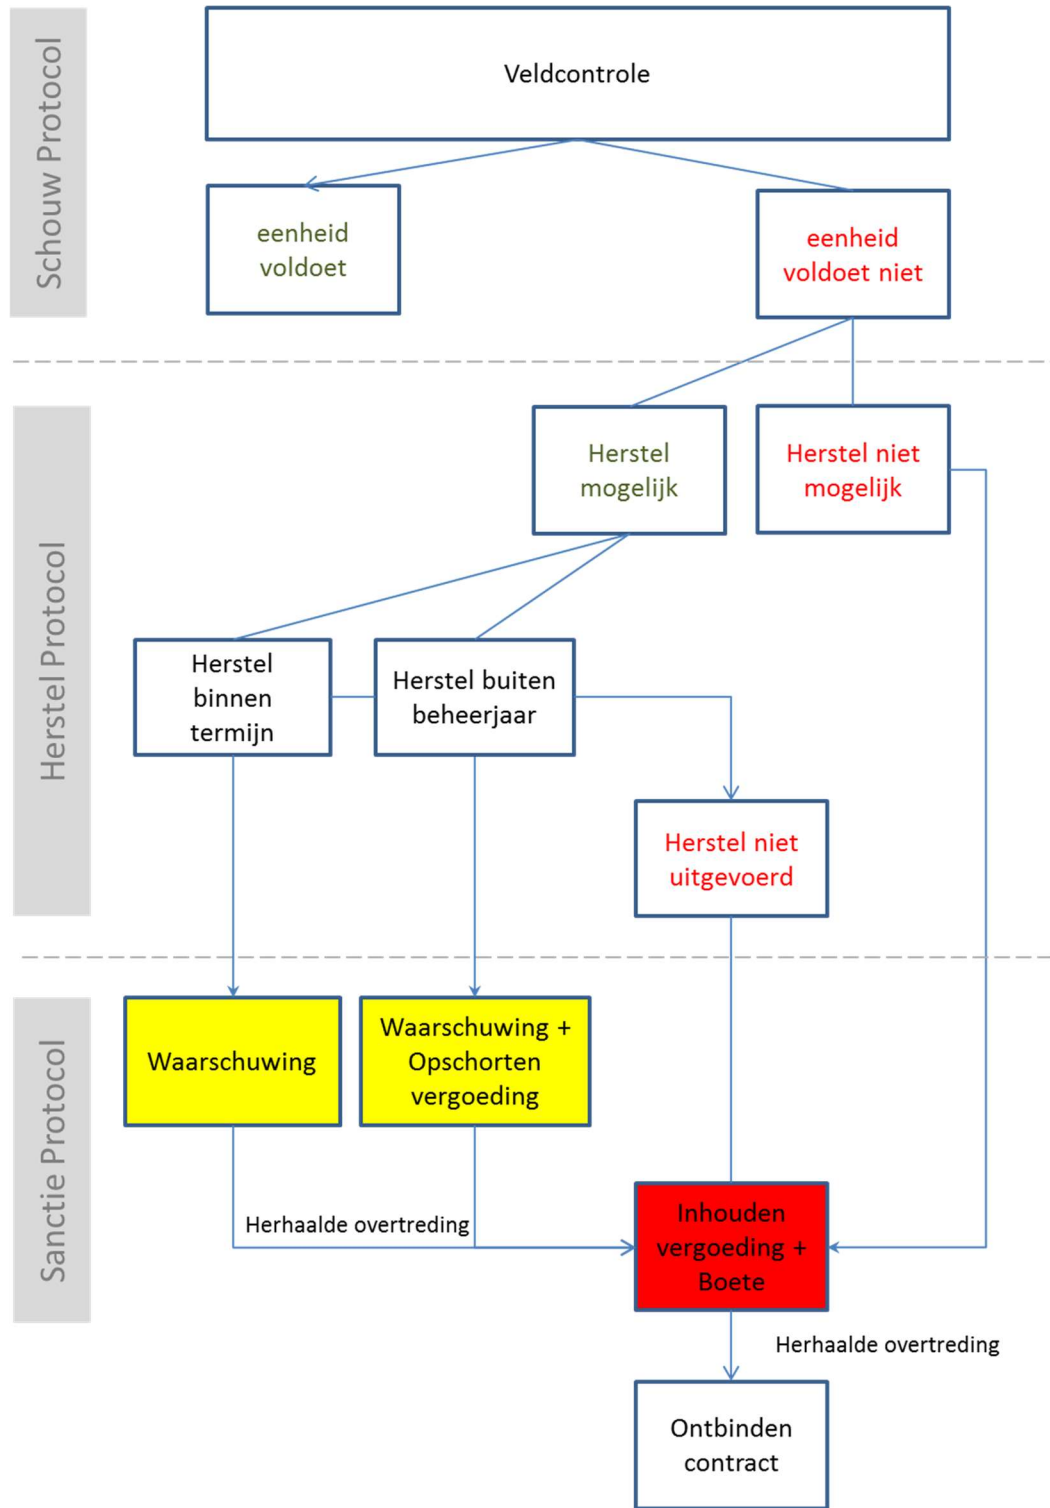 Schouw Protocol
Veldcontrole
eenheid
voldoet
eenheid
voldoet niet
Herstel Protocol
Herstel
mogelijk
Herstel niet
mogelijk
Herstel
binnen
termijn
Herstel buiten
beheerjaar
Herstel niet
uitgevoerd
Sanctie Protocol
Waarschuwing
Waarschuwing +
Opschorten
vergoeding
Herhaalde overtreding
Inhouden
vergoeding +
Boete
Herhaalde overtreding
Ontbinden
contract